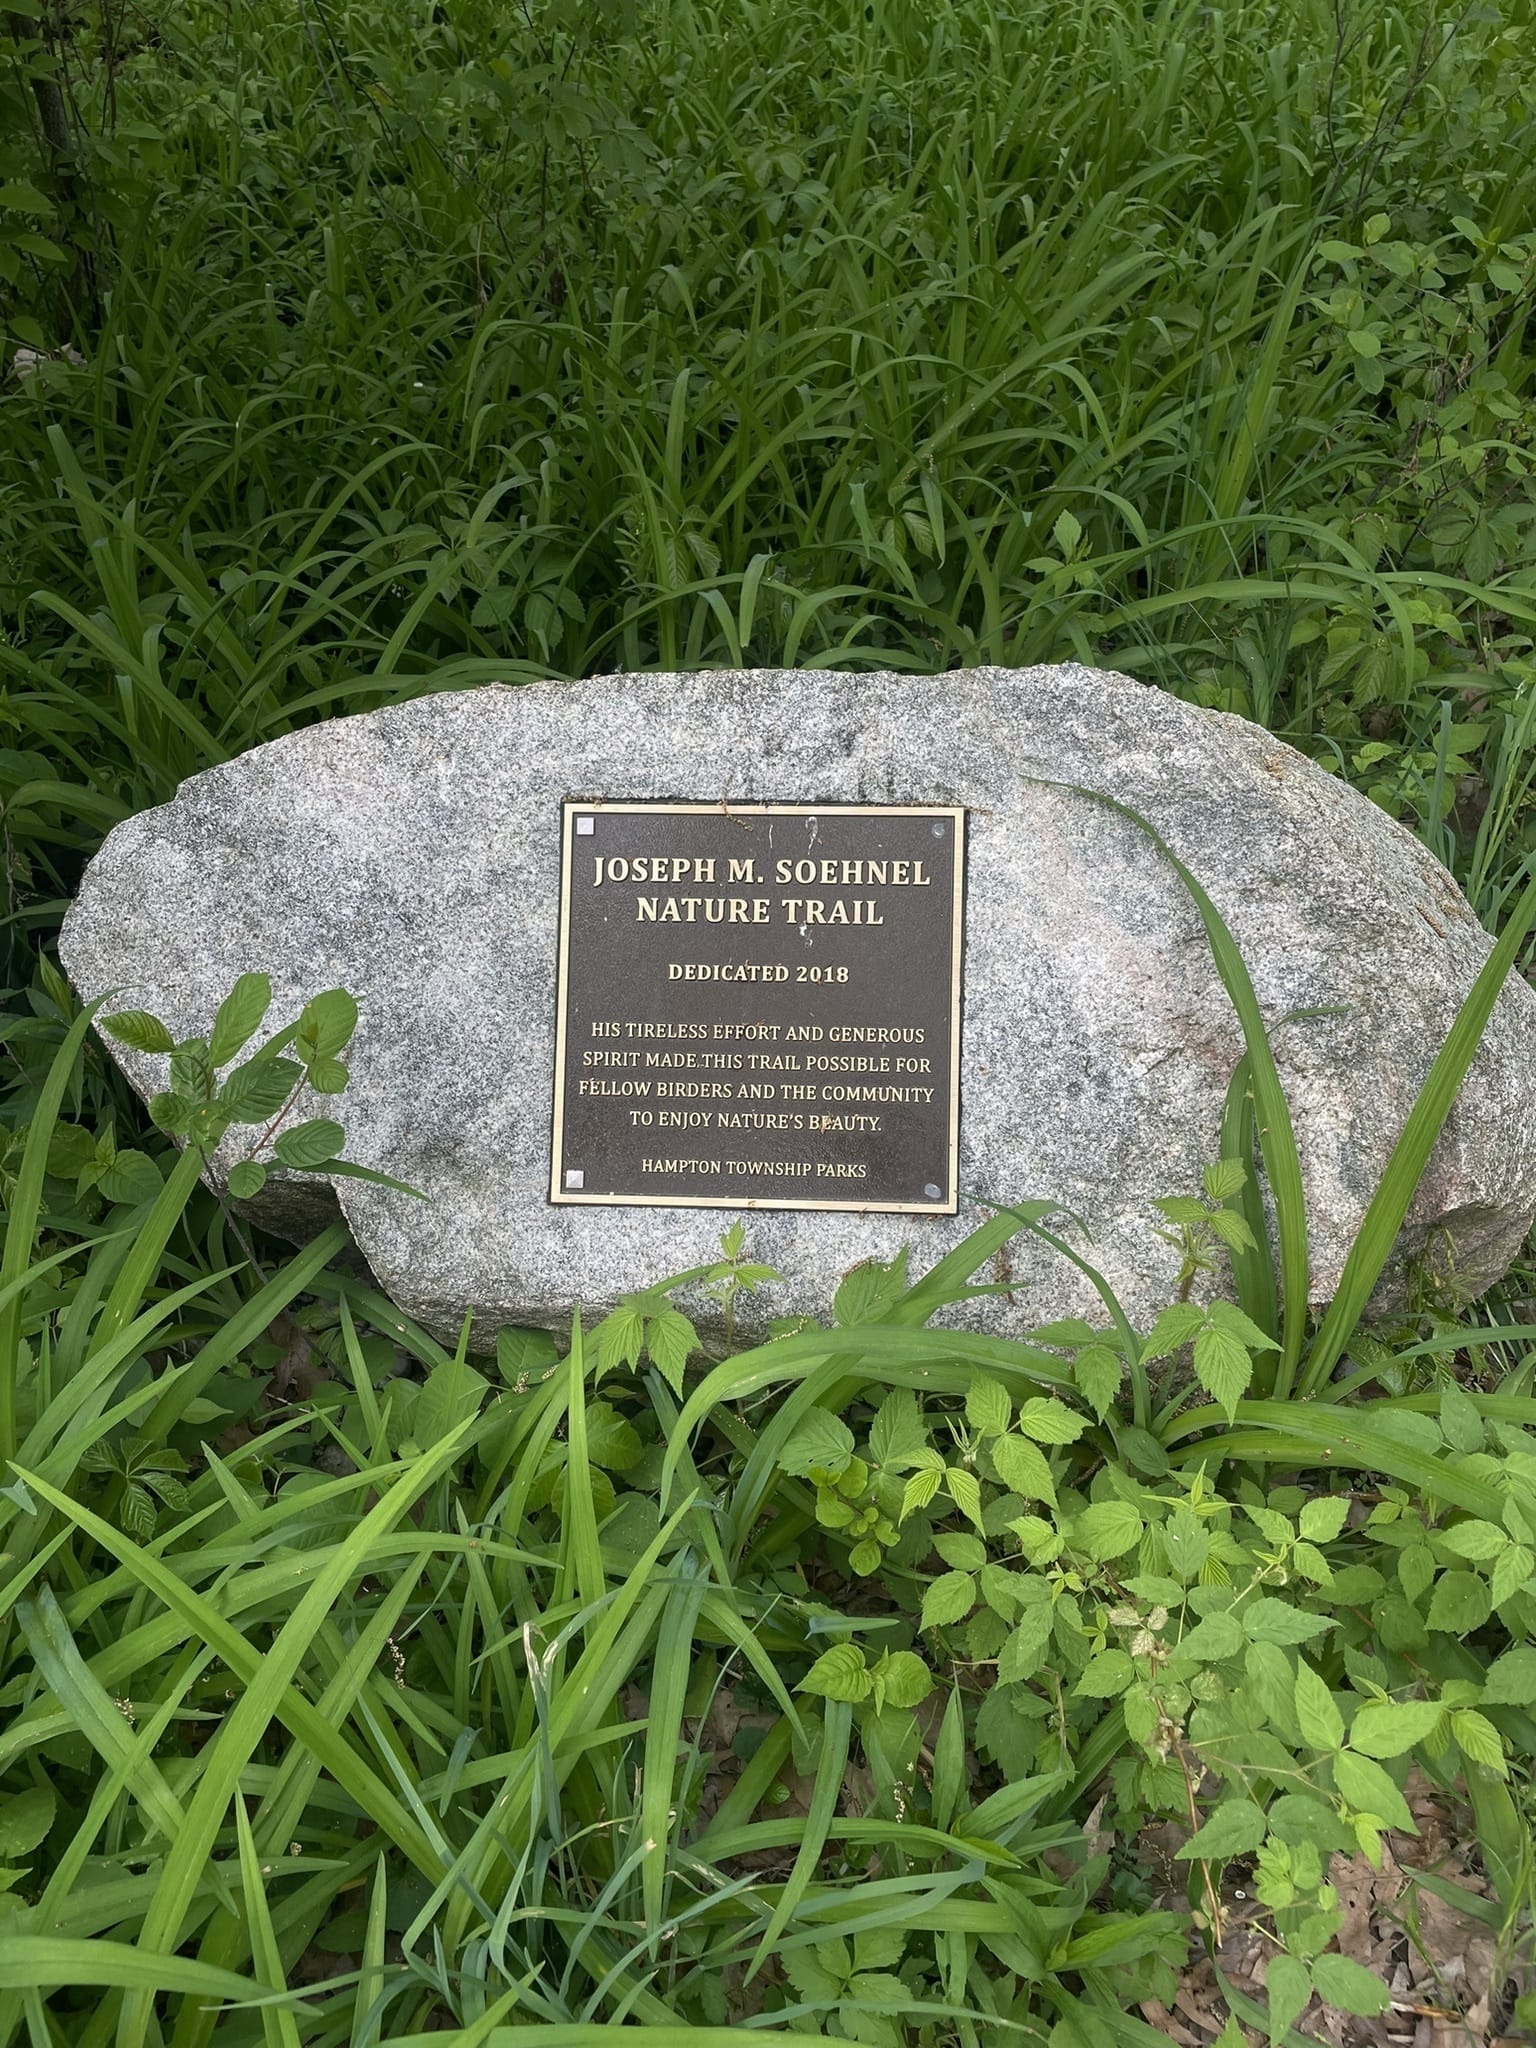 JOSEPH M. SOEHNEL
NATURE TRAIL
DEDICATED 2018
HIS TIRELESS EFFORT AND GENEROUS
SPIRIT MADE THIS TRAIL POSSIBLE FOR
FELLOW BIRDERS AND THE COMMUNITY
TO ENJOY NATURE'S BEAUTY.
HAMPTON TOWNSHIP PARKS